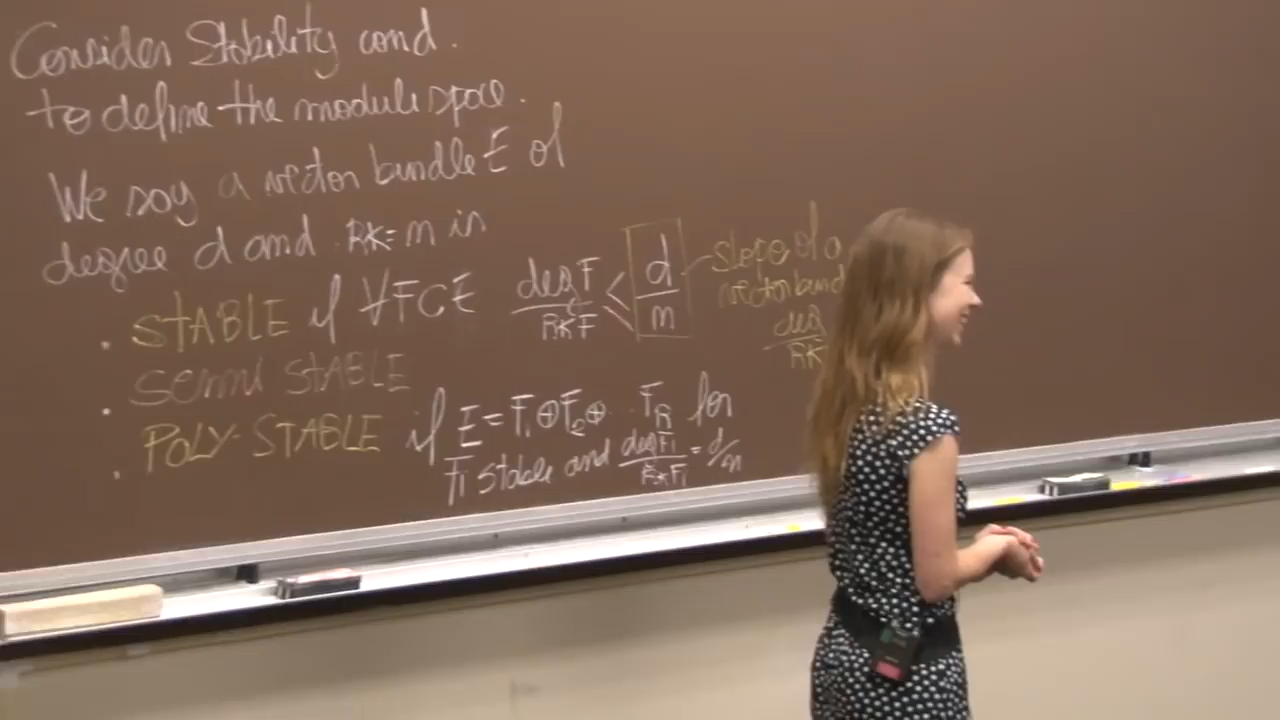 Consider Stability cond.
to define the moduli space.
We say a vector bundle E of
degree d and RK=m is
. STABLE if ∀F⊂E deg F / RK F ≤ d / m - slope of a
vector bund
deg / RK
. SEMI STABLE
. POLY-STABLE if E = F₁⊕F₂⊕ .. F_R for
Fi stable and deg Fi / RK Fi = d/m